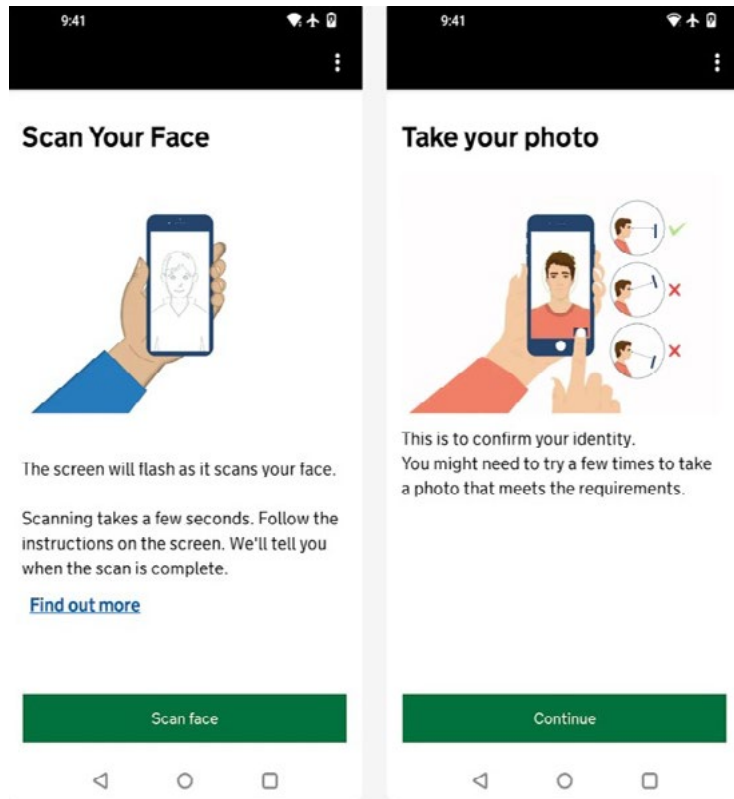 9:41
Scan Your Face
The screen will flash as it scans your face.
Scanning takes a few seconds. Follow the
instructions on the screen. We'll tell you
when the scan is complete.
Find out more
Scan face
9:41
Take your photo
This is to confirm your identity.
You might need to try a few times to take
a photo that meets the requirements.
Continue